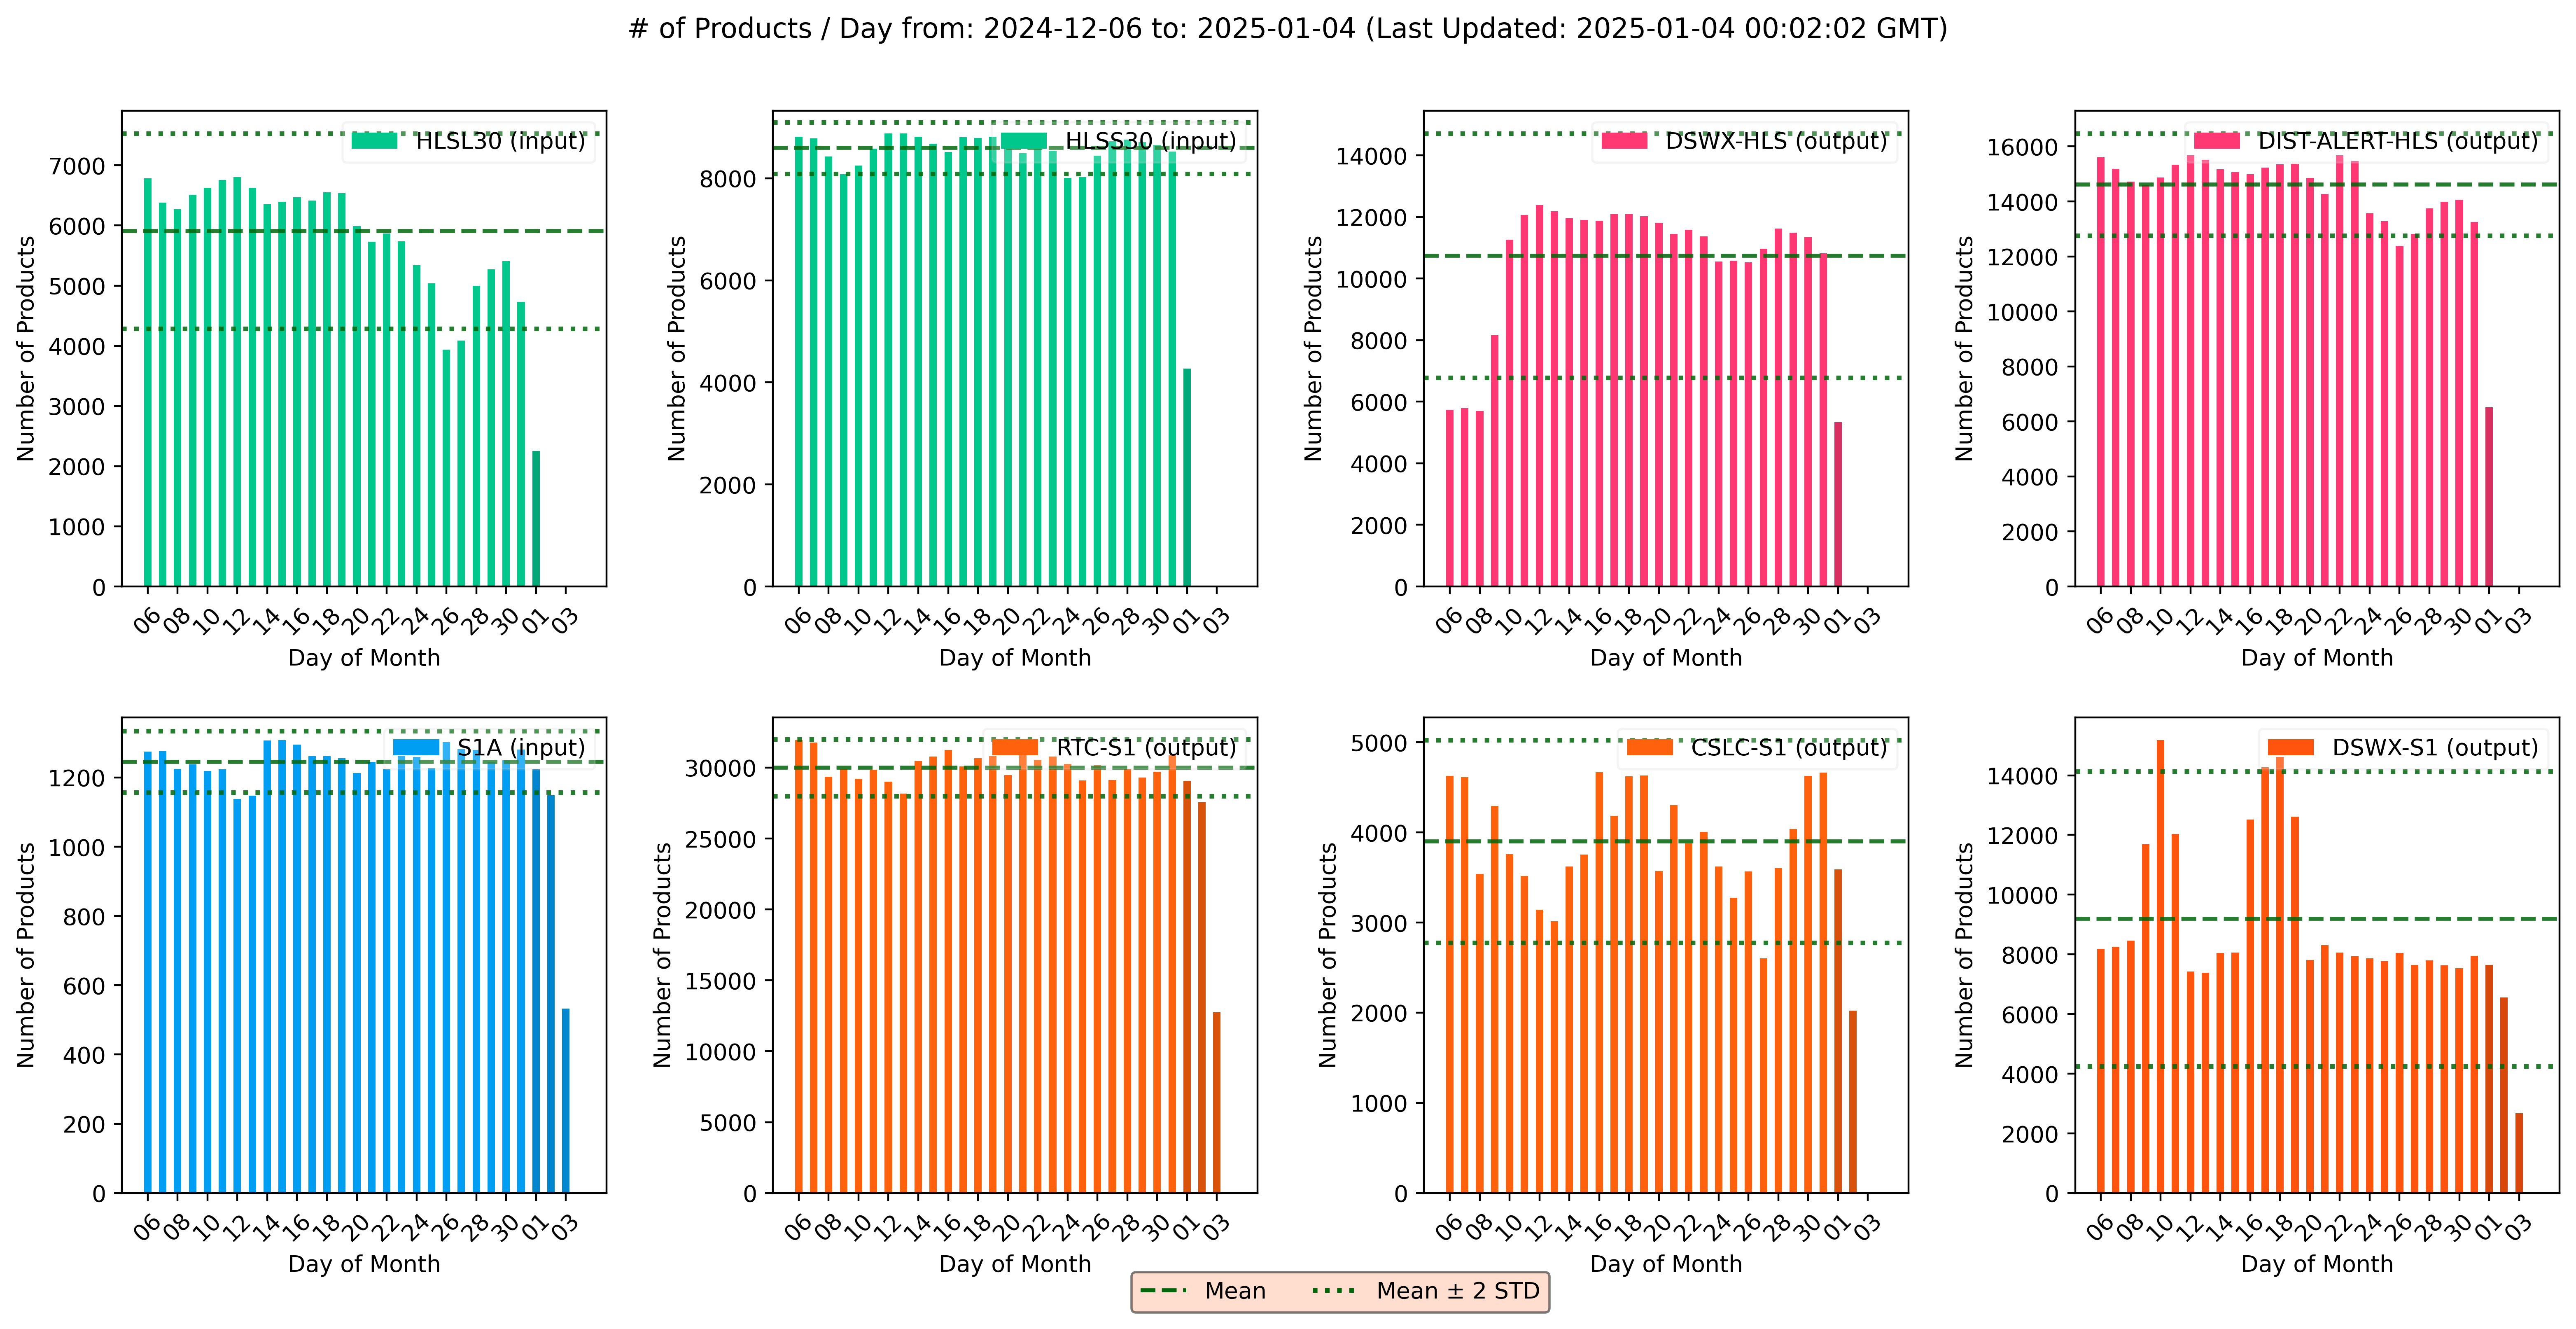 # of Products / Day from: 2024-12-06 to: 2025-01-04 (Last Updated: 2025-01-04 00:02:02 GMT)
HLSL30 (input)
Number of Products
7000
6000
5000
4000
3000
2000
1000
0
06 08 10 12 14 16 18 20 22 24 26 28 30 01 03
Day of Month
HLSS30 (input)
Number of Products
8000
6000
4000
2000
0
06 08 10 12 14 16 18 20 22 24 26 28 30 01 03
Day of Month
DSWX-HLS (output)
Number of Products
14000
12000
10000
8000
6000
4000
2000
0
06 08 10 12 14 16 18 20 22 24 26 28 30 01 03
Day of Month
DIST-ALERT-HLS (output)
Number of Products
16000
14000
12000
10000
8000
6000
4000
2000
0
06 08 10 12 14 16 18 20 22 24 26 28 30 01 03
Day of Month
S1A (input)
Number of Products
1200
1000
800
600
400
200
0
06 08 10 12 14 16 18 20 22 24 26 28 30 01 03
Day of Month
RTC-S1 (output)
Number of Products
30000
25000
20000
15000
10000
5000
0
06 08 10 12 14 16 18 20 22 24 26 28 30 01 03
Day of Month
CSLC-S1 (output)
Number of Products
5000
4000
3000
2000
1000
0
06 08 10 12 14 16 18 20 22 24 26 28 30 01 03
Day of Month
DSWX-S1 (output)
Number of Products
14000
12000
10000
8000
6000
4000
2000
0
06 08 10 12 14 16 18 20 22 24 26 28 30 01 03
Day of Month
Mean
Mean ± 2 STD